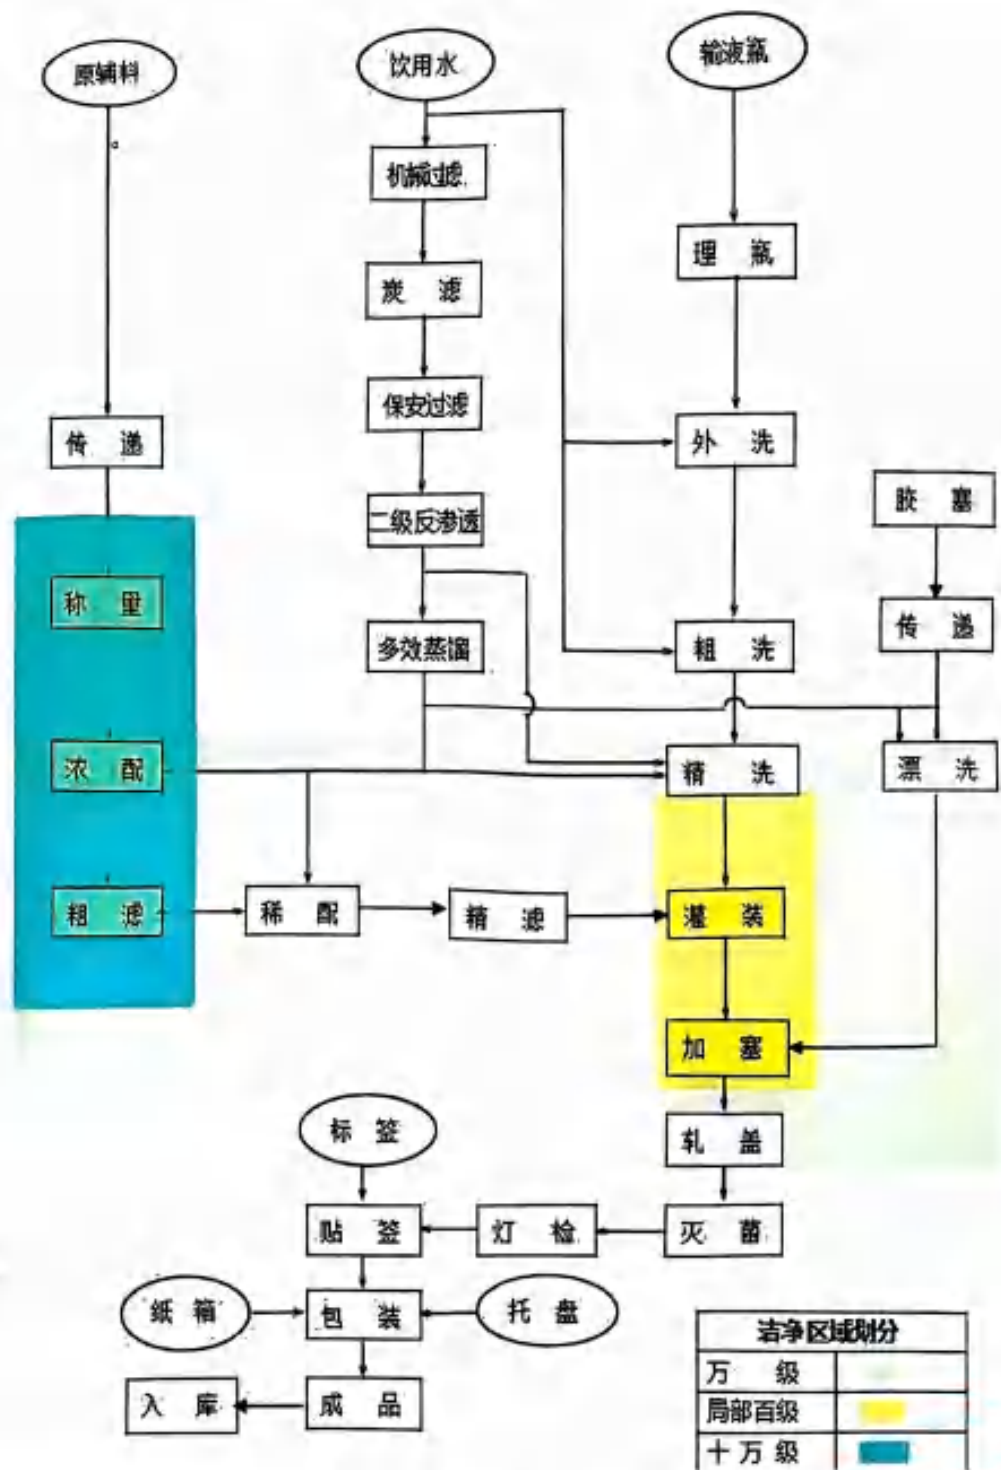 原辅料
饮用水
输液瓶
机械过滤
理瓶
炭滤
保安过滤
传递
外洗
二级反渗透
胶塞
称量
多效蒸馏
粗洗
传递
浓配
精洗
漂洗
粗滤
稀配
精滤
灌装
加塞
标签
轧盖
贴签
灯检
灭菌
纸箱
包装
托盘
入库
成品
洁净区域划分
万级
局部百级
十万级